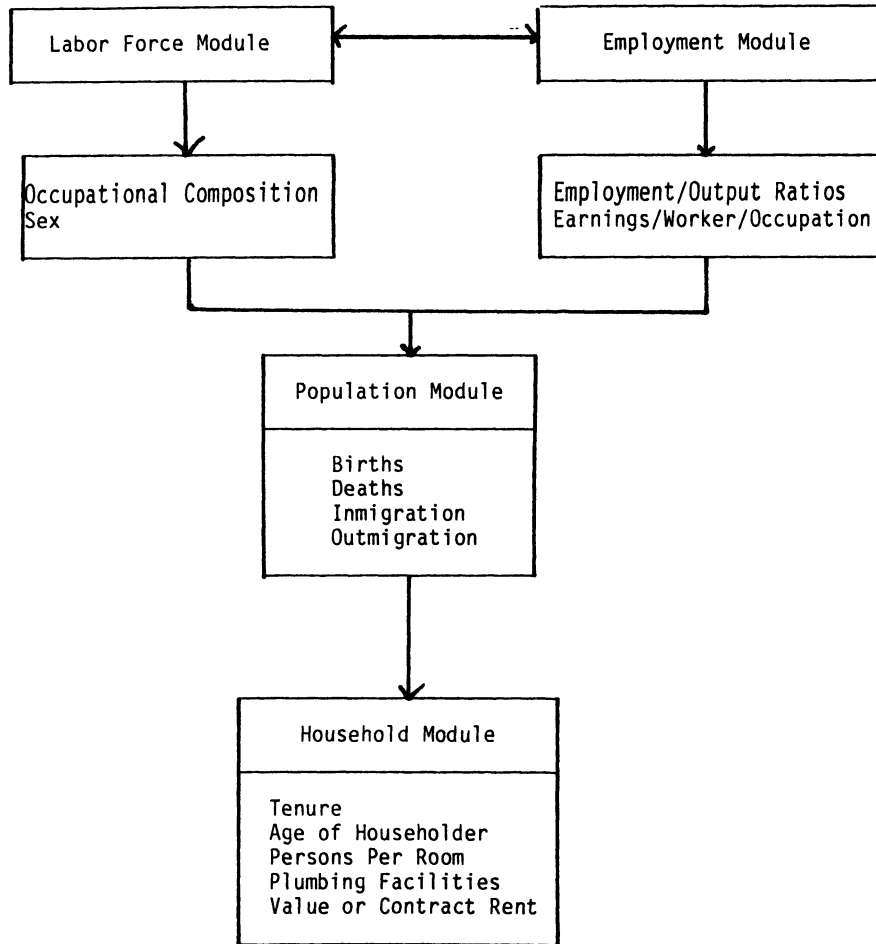 Labor Force Module
Employment Module
Occupational Composition
Sex
Employment/Output Ratios
Earnings/Worker/Occupation
Population Module
Births
Deaths
Inmigration
Outmigration
Household Module
Tenure
Age of Householder
Persons Per Room
Plumbing Facilities
Value or Contract Rent